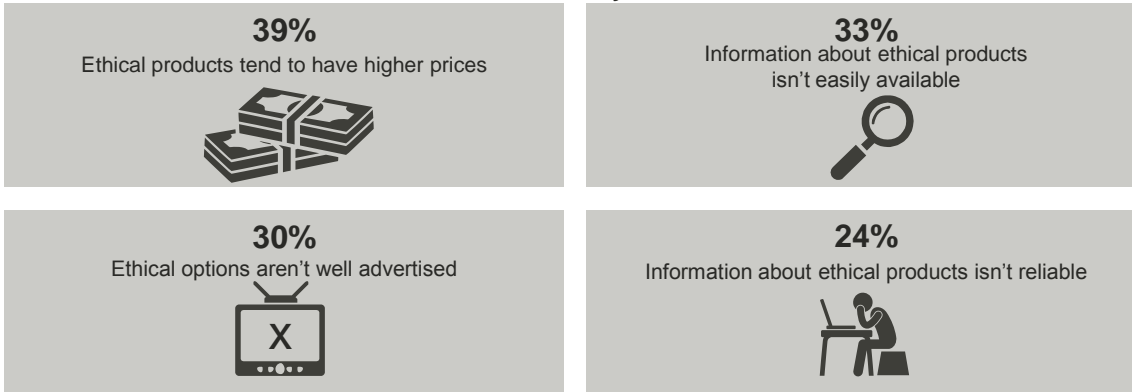 39%
Ethical products tend to have higher prices
33%
Information about ethical products
isn't easily available
30%
Ethical options aren't well advertised
X
24%
Information about ethical products isn't reliable